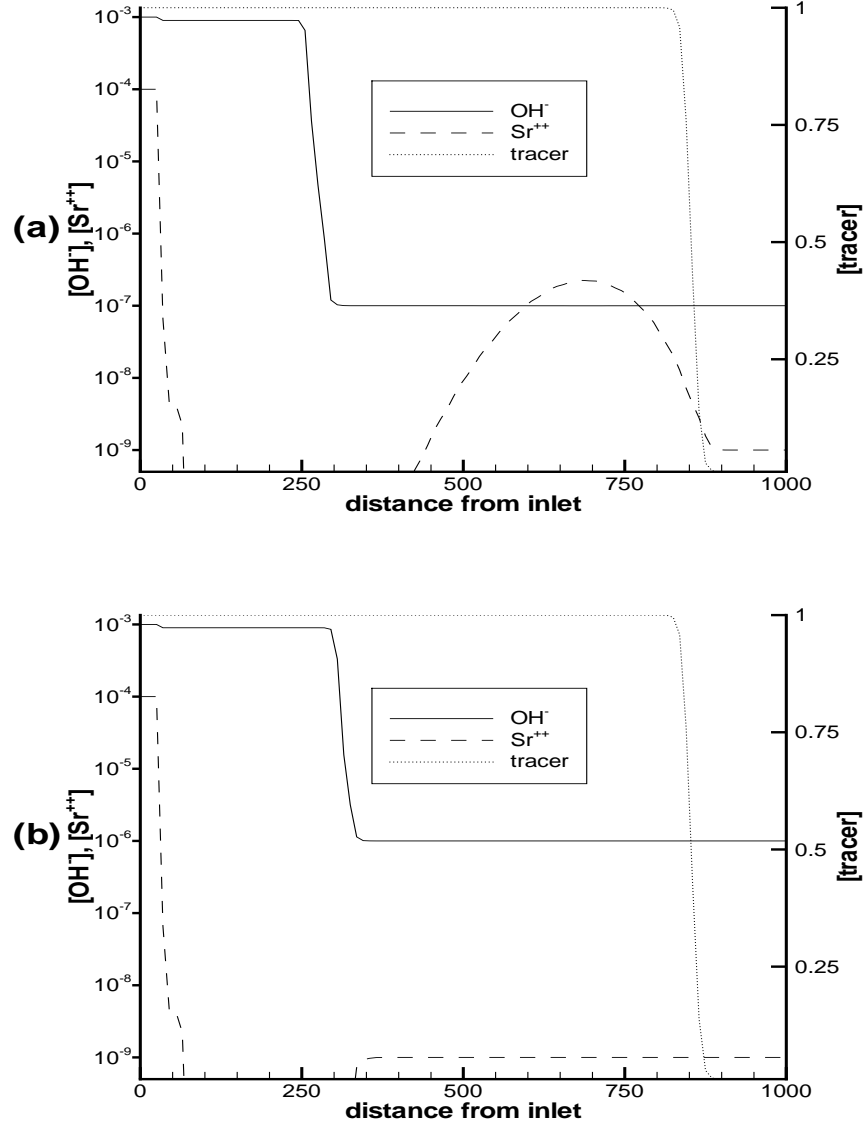 (a)
[OH⁻], [Sr⁺⁺]
10⁻³
10⁻⁴
10⁻⁵
10⁻⁶
10⁻⁷
10⁻⁸
10⁻⁹
OH⁻
Sr⁺⁺
tracer
1
0.75
0.5
0.25
[tracer]
0 250 500 750 1000
distance from inlet
(b)
[OH⁻], [Sr⁺⁺]
10⁻³
10⁻⁴
10⁻⁵
10⁻⁶
10⁻⁷
10⁻⁸
10⁻⁹
OH⁻
Sr⁺⁺
tracer
1
0.75
0.5
0.25
[tracer]
0 250 500 750 1000
distance from inlet